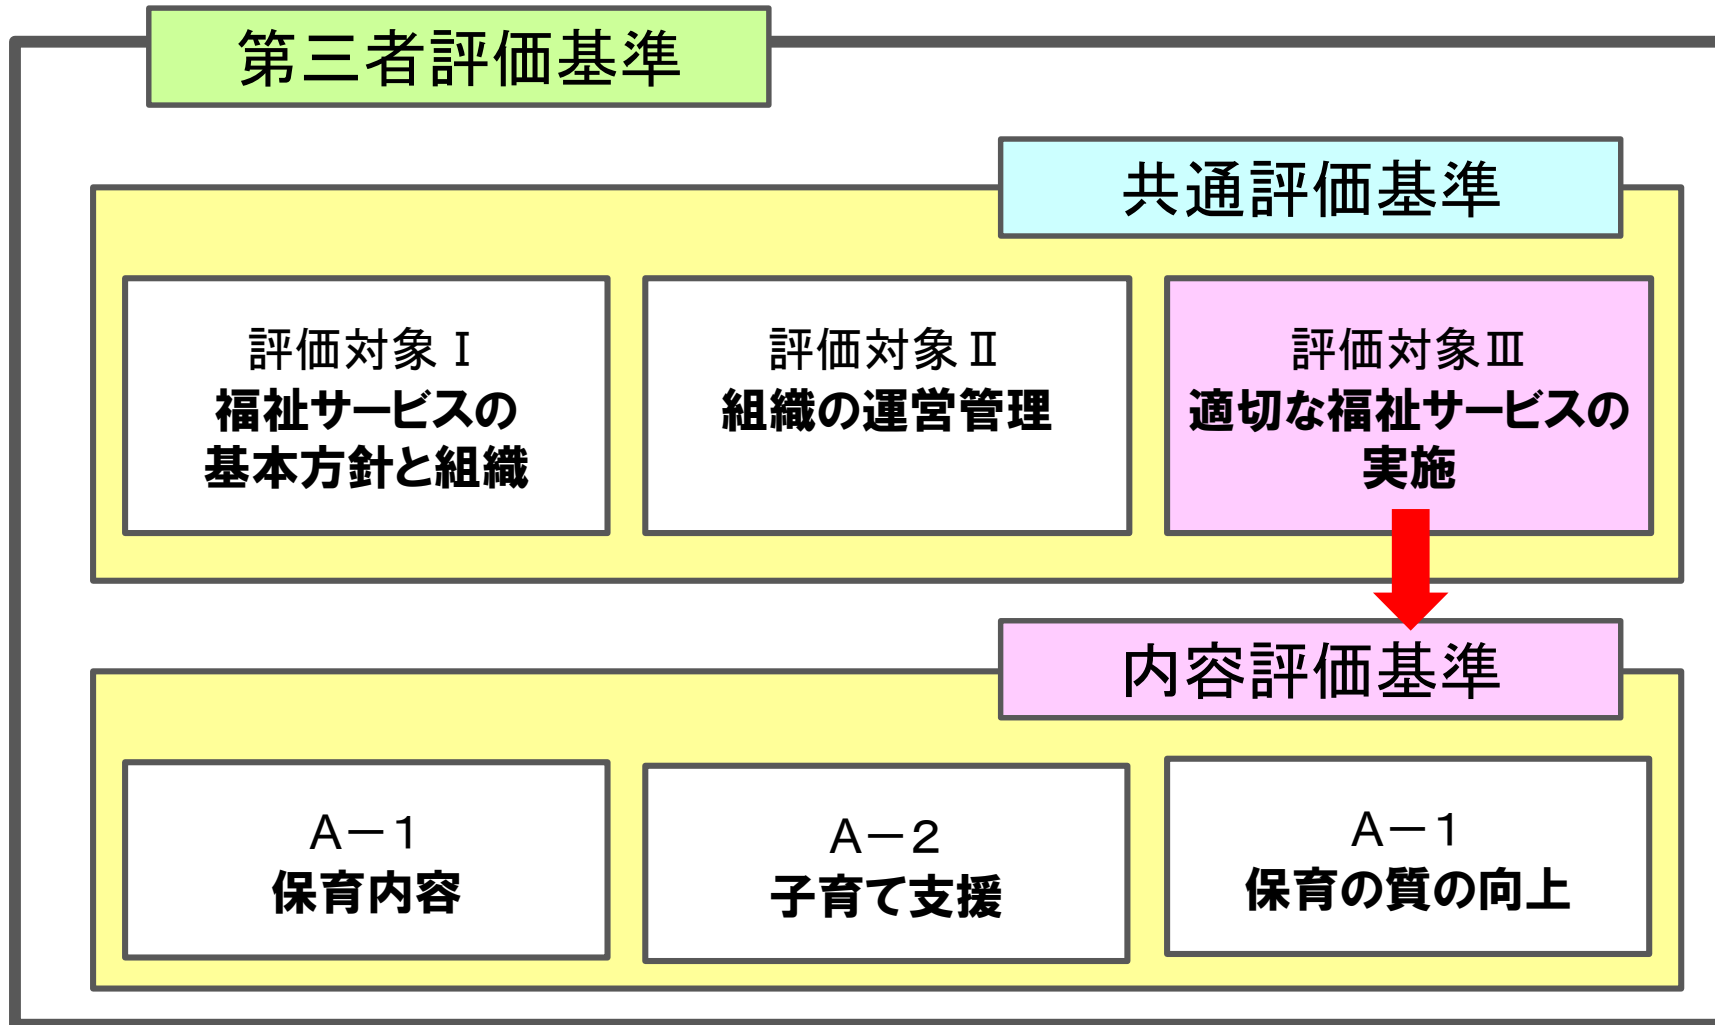 第三者評価基準
共通評価基準
評価対象Ⅰ
福祉サービスの
基本方針と組織
評価対象Ⅱ
組織の運営管理
評価対象Ⅲ
適切な福祉サービスの
実施
内容評価基準
A－1
保育内容
A－2
子育て支援
A－1
保育の質の向上